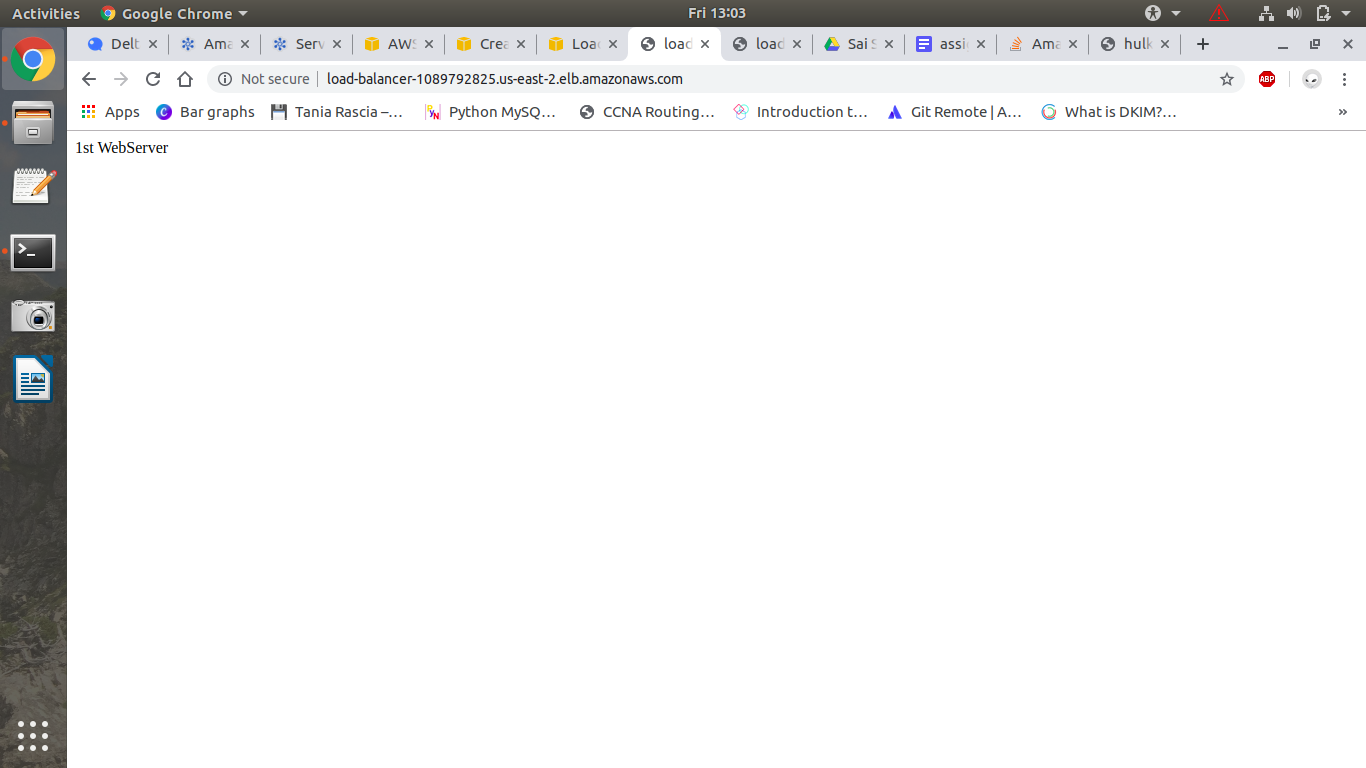 Activities Google Chrome Fri 13:03
Delt Ama Serv AWS Crea Load load load Sai S assi Ama hulk
Not secure load-balancer-1089792825.us-east-2.elb.amazonaws.com ABP
Apps Bar graphs Tania Rascia –... Python MySQ... CCNA Routing... Introduction t... Git Remote | A... What is DKIM?... »
1st WebServer